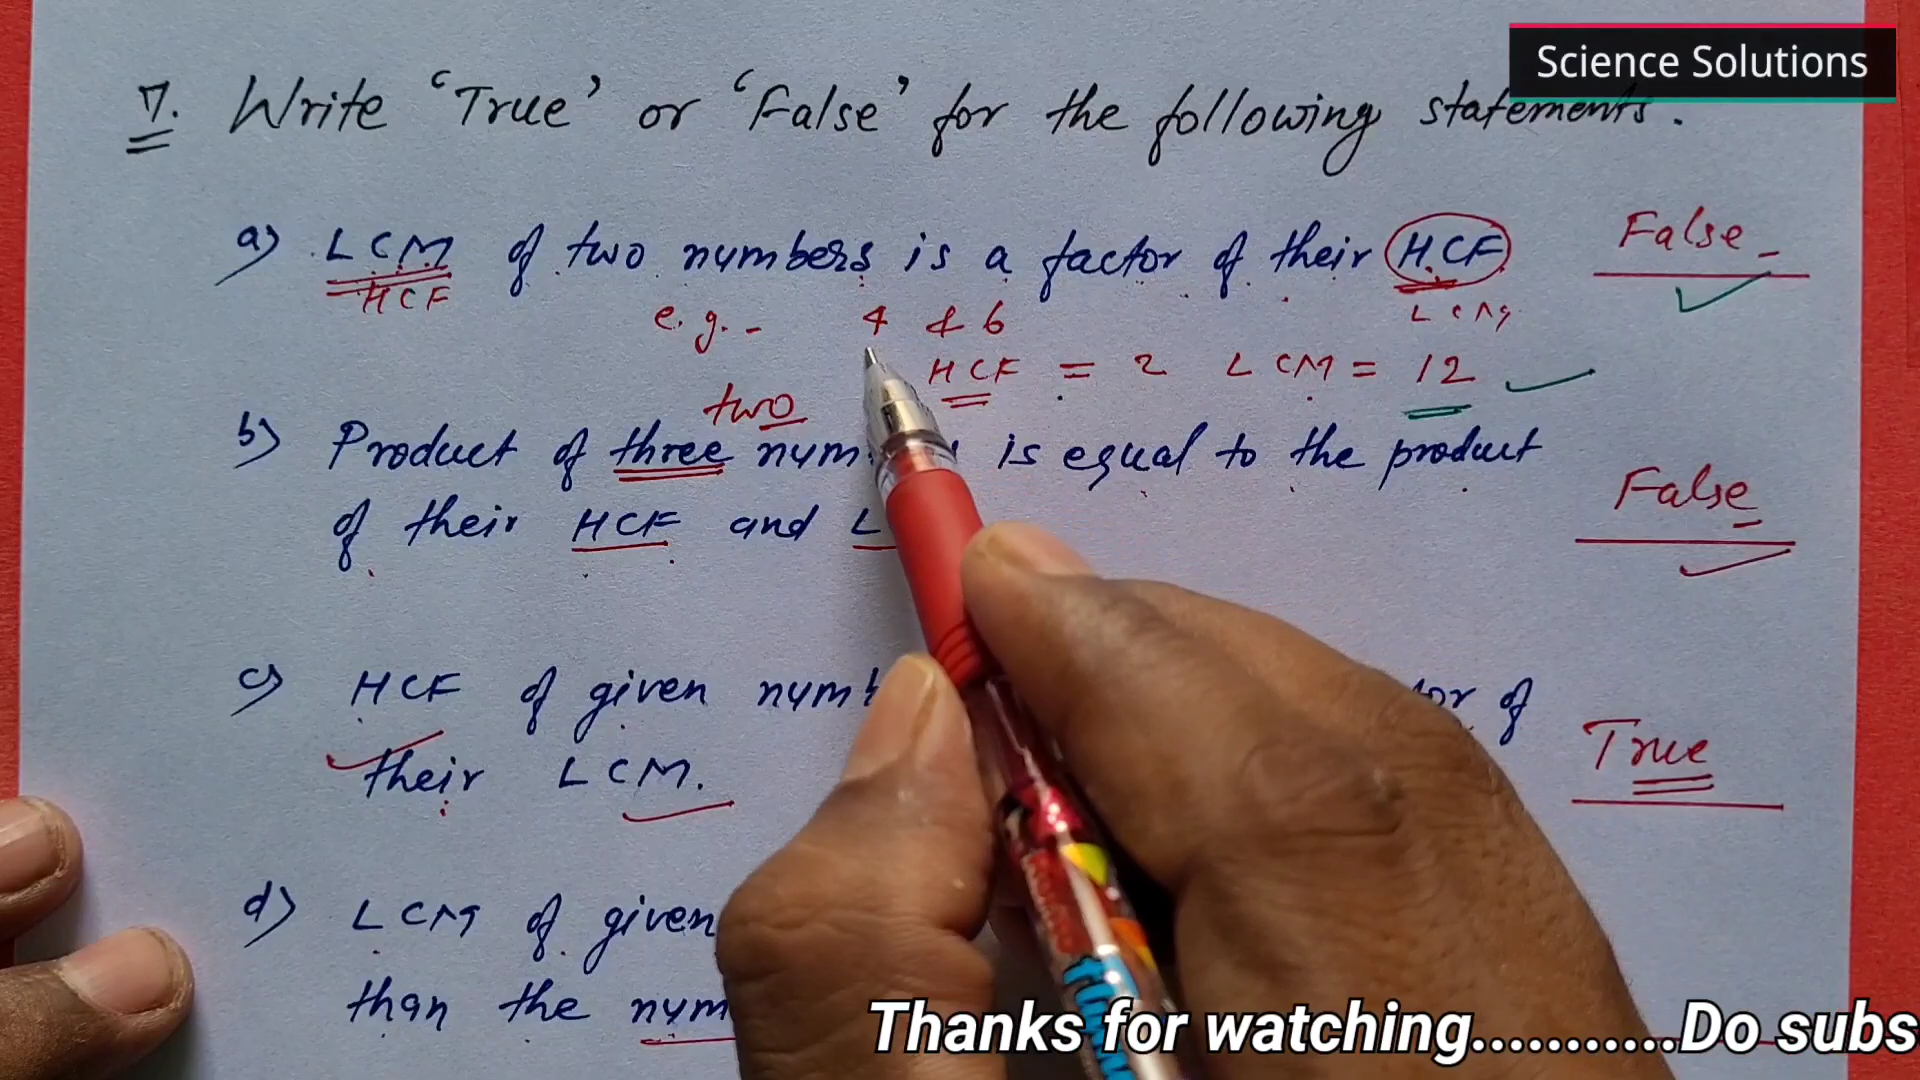 Science Solutions
7. Write 'True' or 'False' for the following statements.
a) LCM of two numbers is a factor of their HCF False
HCF LCM
e.g.- 4 & 6
HCF = 2 LCM = 12
two
b) Product of three is equal to the product
of their HCF and False
c) HCF of given of
their LCM. True
d) LCM of given
than the
Thanks for watching...........Do subs